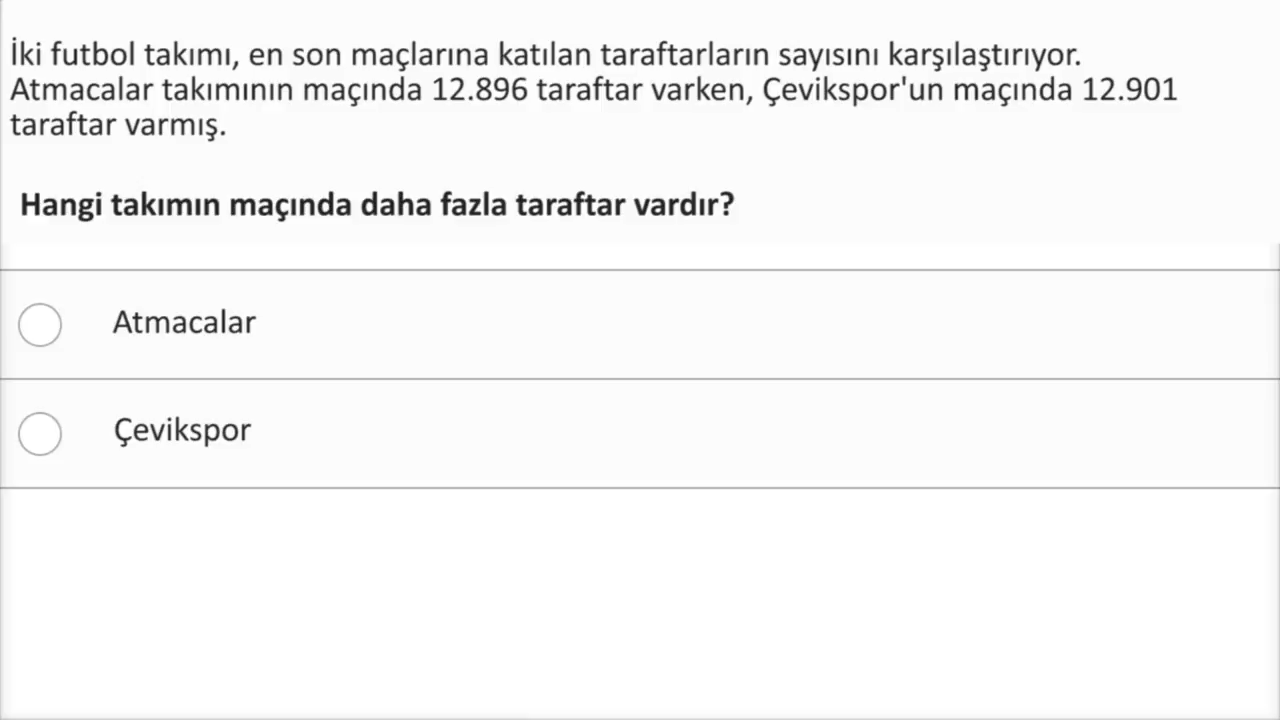 İki futbol takımı, en son maçlarına katılan taraftarların sayısını karşılaştırıyor.
Atmacalar takımının maçında 12.896 taraftar varken, Çevikspor'un maçında 12.901
taraftar varmış.
Hangi takımın maçında daha fazla taraftar vardır?
Atmacalar
Çevikspor